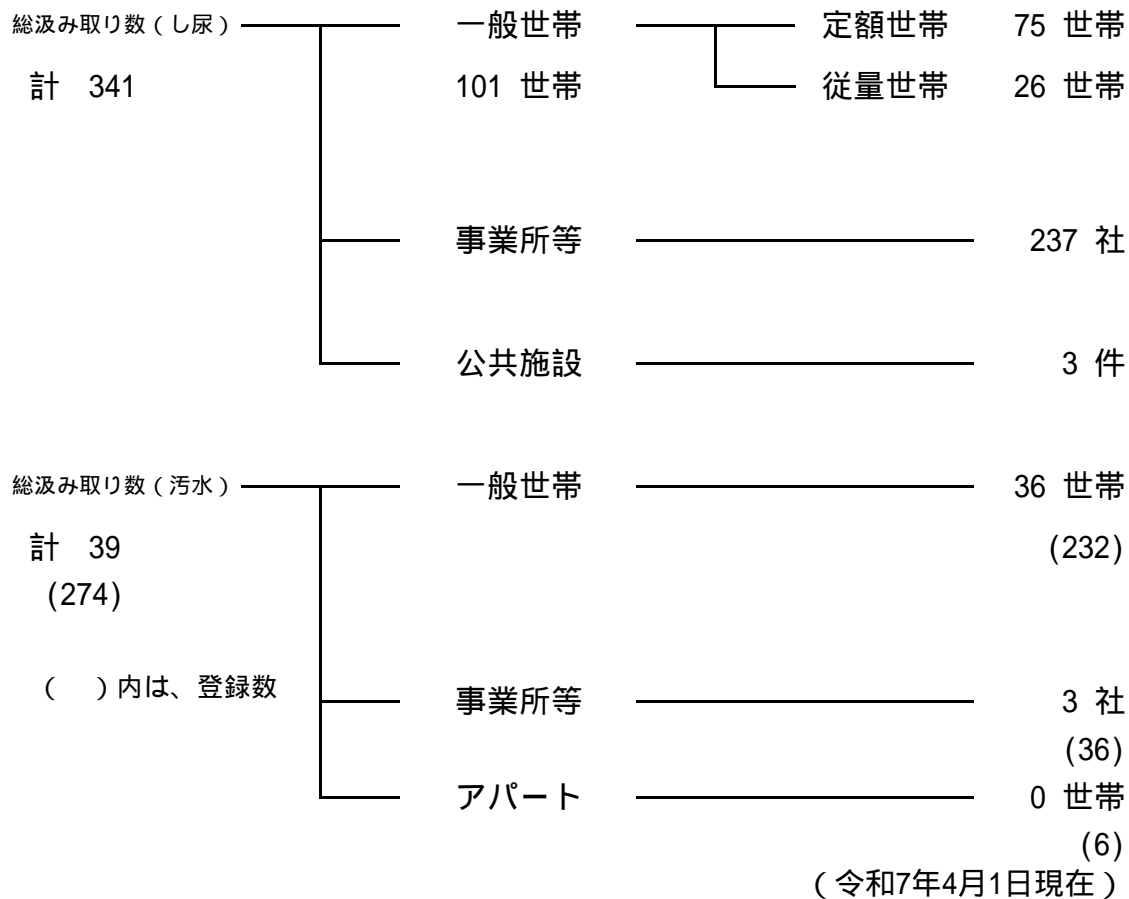 総汲み取り数（し尿） 一般世帯 定額世帯 75 世帯
計 341 101 世帯 従量世帯 26 世帯
事業所等 237 社
公共施設 3 件
総汲み取り数（汚水） 一般世帯 36 世帯
計 39 (232)
(274)
（　）内は、登録数
事業所等 3 社
(36)
アパート 0 世帯
(6)
（令和7年4月1日現在）